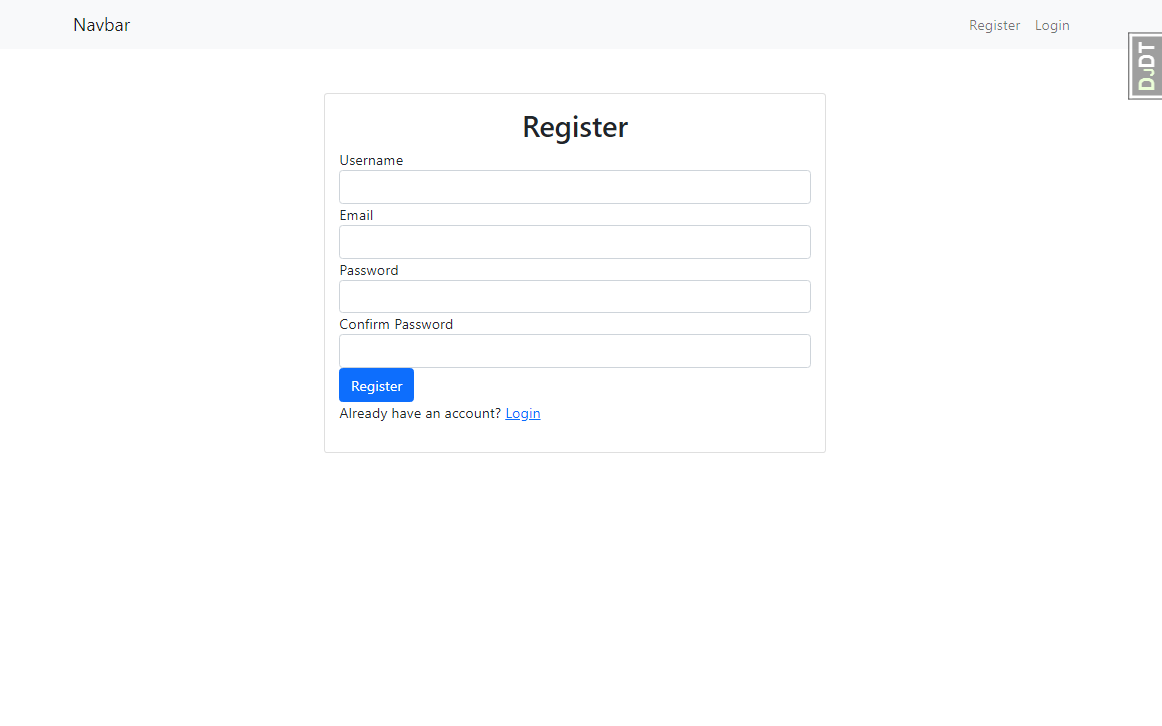 Navbar
Register Login
DJDT
Register
Username
Email
Password
Confirm Password
Register
Already have an account? Login